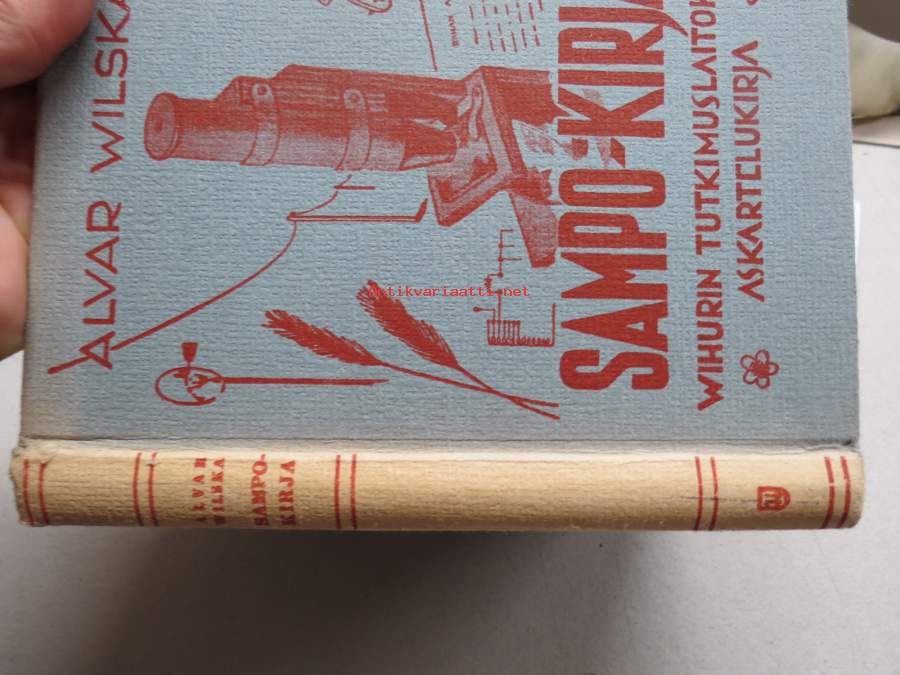 ALVAR WILSKA
SAMPO-KIRJA
WIHURIN TUTKIMUSLAITOK
ASKARTELUKIRJA
ALVAR
WILSKA
SAMPO-
KIRJA
Antikvariaatti.net